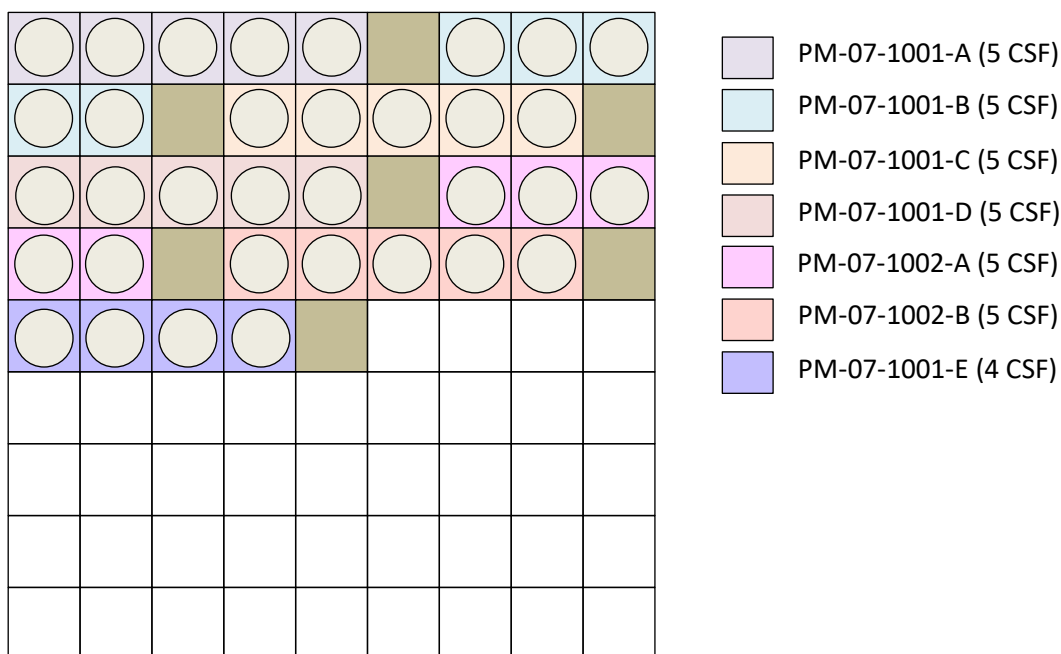 PM-07-1001-A (5 CSF)
PM-07-1001-B (5 CSF)
PM-07-1001-C (5 CSF)
PM-07-1001-D (5 CSF)
PM-07-1002-A (5 CSF)
PM-07-1002-B (5 CSF)
PM-07-1001-E (4 CSF)